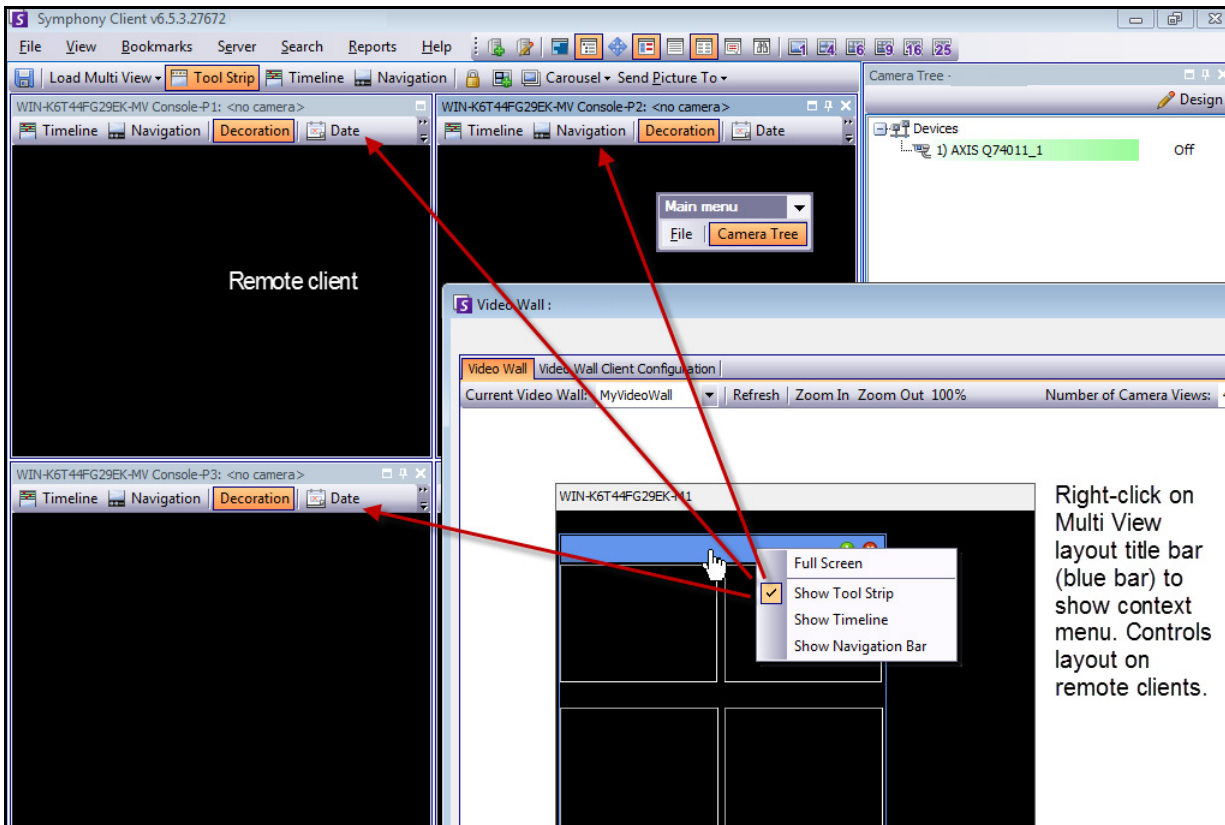 Symphony Client v6.5.3.27672
File View Bookmarks Server Search Reports Help
Load Multi View Tool Strip Timeline Navigation Carousel Send Picture To
Camera Tree -
Design
WIN-K6T44FG29EK-MV Console-P1: <no camera>
Timeline Navigation Decoration Date
WIN-K6T44FG29EK-MV Console-P2: <no camera>
Timeline Navigation Decoration Date
Devices
1) AXIS Q74011_1 Off
Main menu
File Camera Tree
Remote client
Video Wall :
Video Wall Video Wall Client Configuration
Current Video Wall: MyVideoWall Refresh Zoom In Zoom Out 100% Number of Camera Views:
WIN-K6T44FG29EK-MV Console-P3: <no camera>
Timeline Navigation Decoration Date
WIN-K6T44FG29EK-M1
Full Screen
Show Tool Strip
Show Timeline
Show Navigation Bar
Right-click on
Multi View
layout title bar
(blue bar) to
show context
menu. Controls
layout on
remote clients.